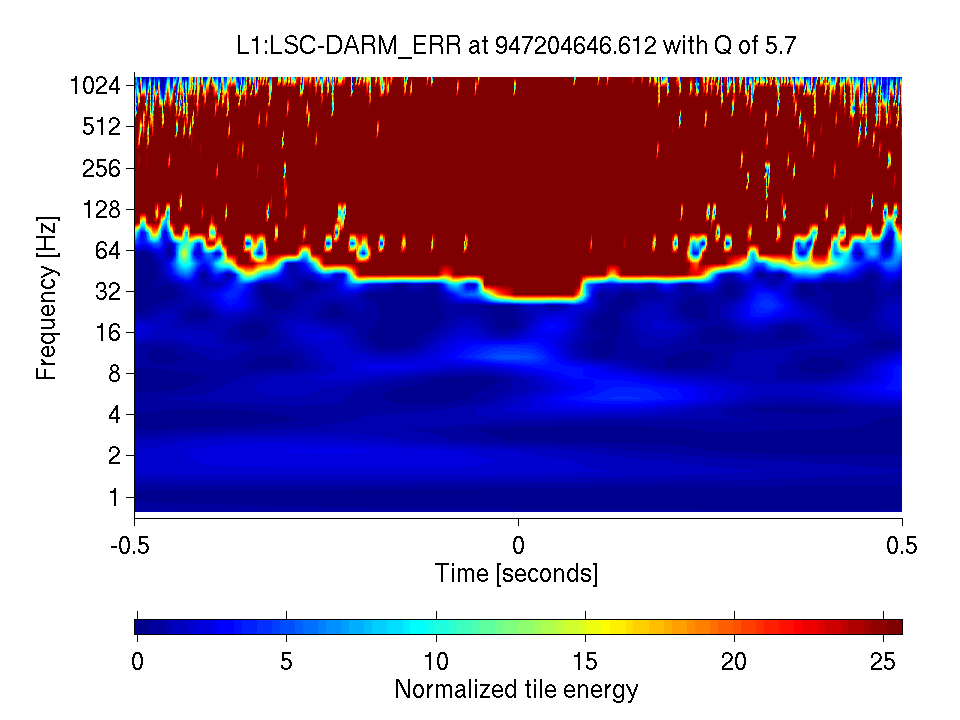 L1:LSC-DARM_ERR at 947204646.612 with Q of 5.7
1024
512
256
128
64
32
16
8
4
2
1
Frequency [Hz]
-0.5 0 0.5
Time [seconds]
0 5 10 15 20 25
Normalized tile energy